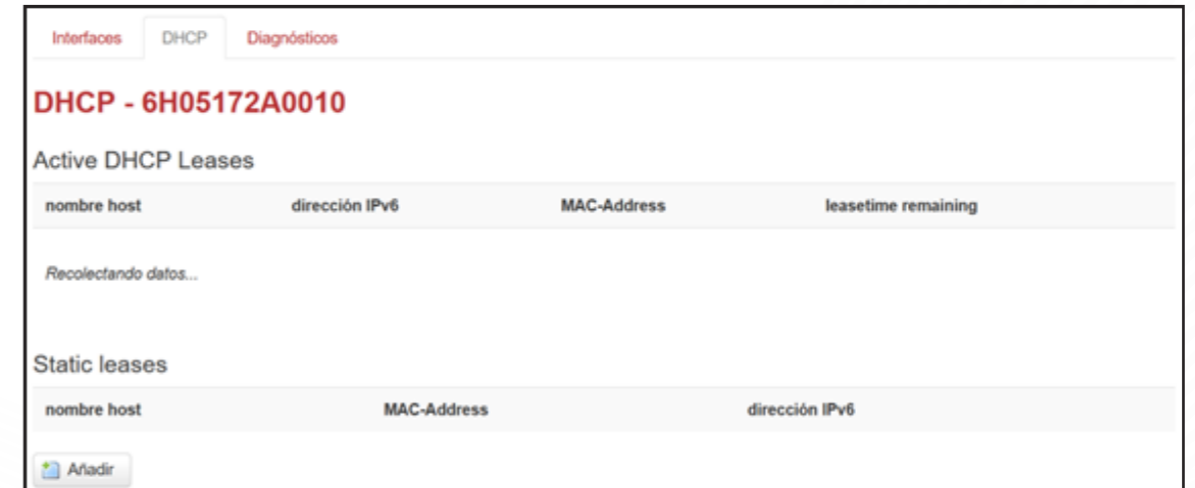 Interfaces DHCP Diagnósticos
DHCP - 6H05172A0010
Active DHCP Leases
nombre host dirección IPv6 MAC-Address leasetime remaining
Recolectando datos...
Static leases
nombre host MAC-Address dirección IPv6
Añadir